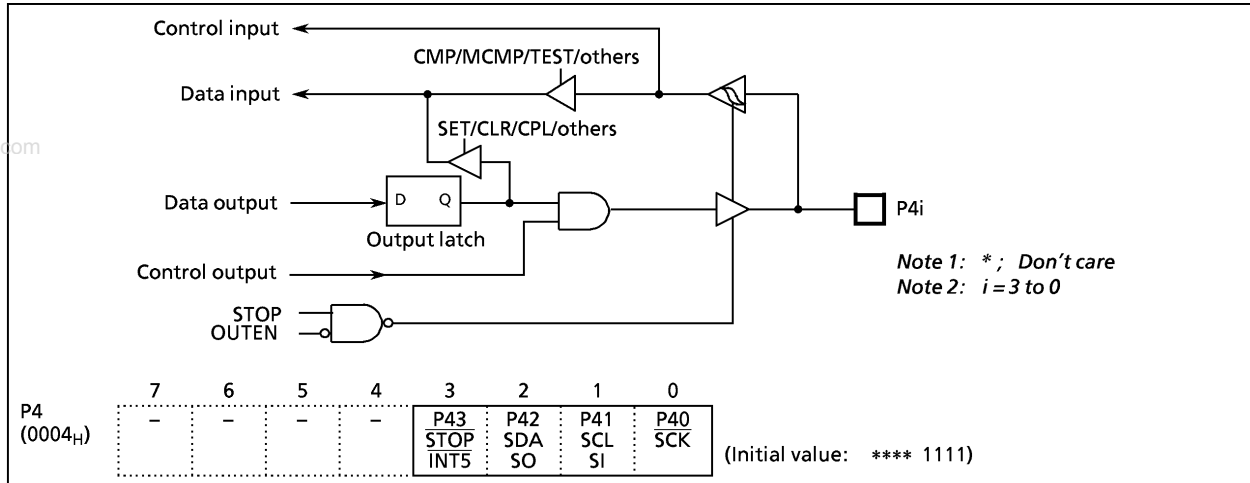 Control input
CMP/MCMP/TEST/others
Data input
SET/CLR/CPL/others
com
Data output
D Q
P4i
Output latch
Control output
Note 1: * ; Don't care
Note 2: i = 3 to 0
STOP
OUTEN
7 6 5 4 3 2 1 0
P4
(0004H)
– – – – P43 P42 P41 P40
STOP SDA SCL SCK
INT5 SO SI
(Initial value: **** 1111)